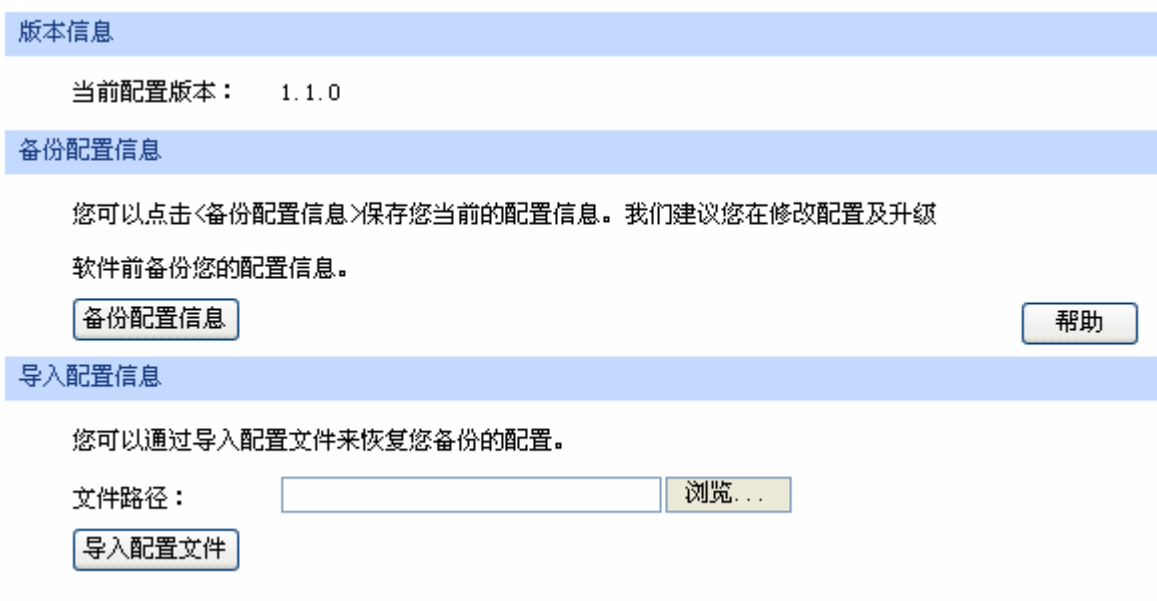 版本信息
当前配置版本： 1.1.0
备份配置信息
您可以点击<备份配置信息>保存您当前的配置信息。我们建议您在修改配置及升级
软件前备份您的配置信息。
备份配置信息
帮助
导入配置信息
您可以通过导入配置文件来恢复您备份的配置。
文件路径： 浏览...
导入配置文件